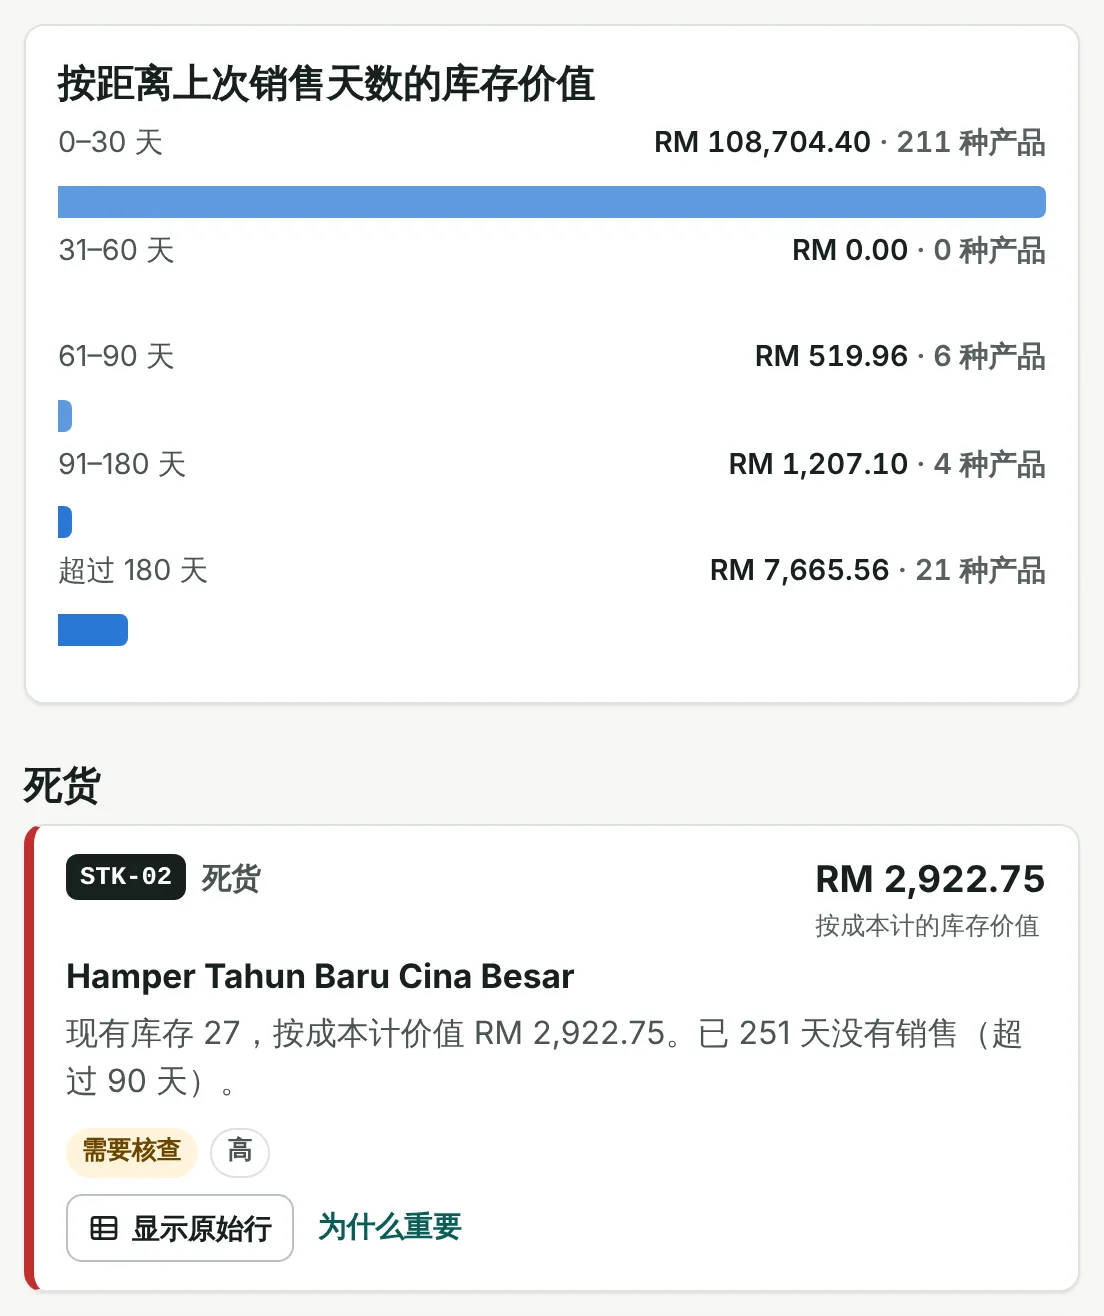 按距离上次销售天数的库存价值
0–30 天 RM 108,704.40 · 211 种产品
31–60 天 RM 0.00 · 0 种产品
61–90 天 RM 519.96 · 6 种产品
91–180 天 RM 1,207.10 · 4 种产品
超过 180 天 RM 7,665.56 · 21 种产品
死货
STK-02 死货 RM 2,922.75
按成本计的库存价值
Hamper Tahun Baru Cina Besar
现有库存 27，按成本计价值 RM 2,922.75。已 251 天没有销售（超
过 90 天）。
需要核查 高
显示原始行 为什么重要